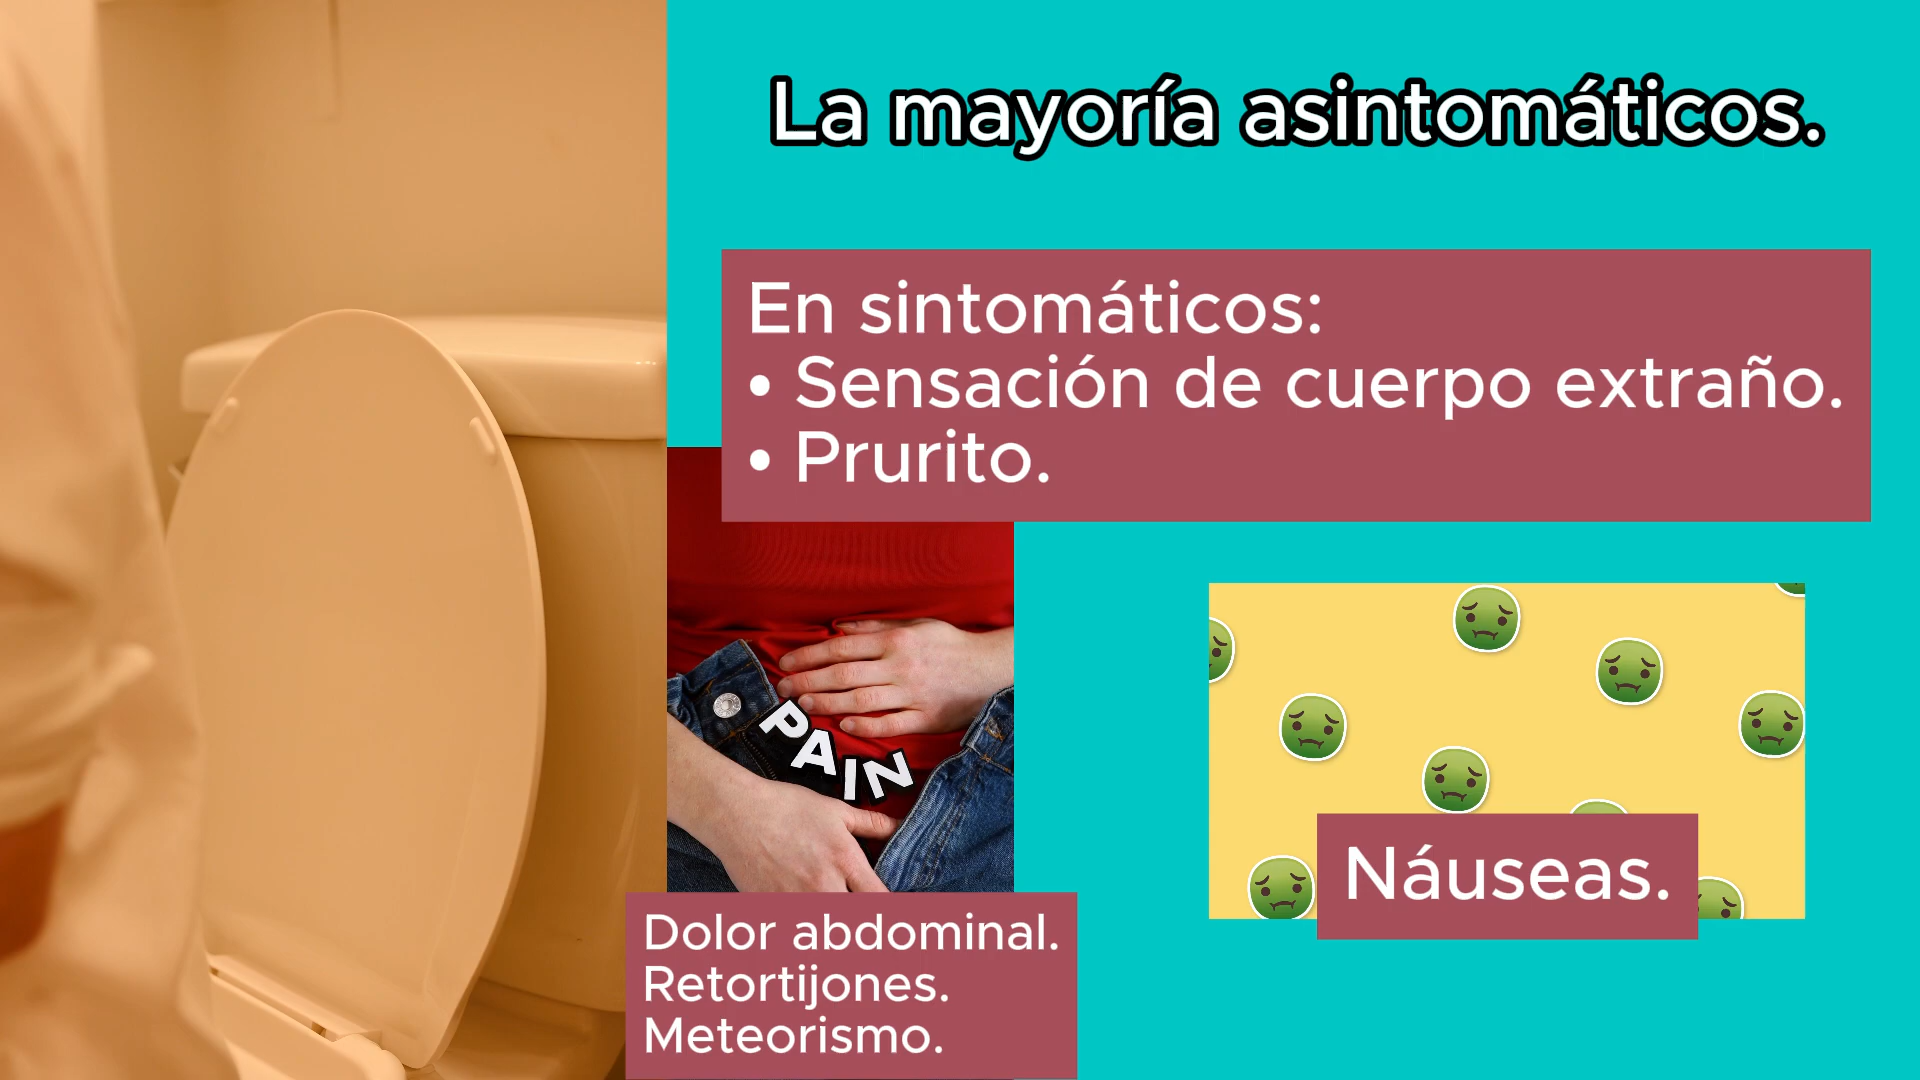 La mayoría asintomáticos.
En sintomáticos:
• Sensación de cuerpo extraño.
• Prurito.
PAIN
Náuseas.
Dolor abdominal.
Retortijones.
Meteorismo.